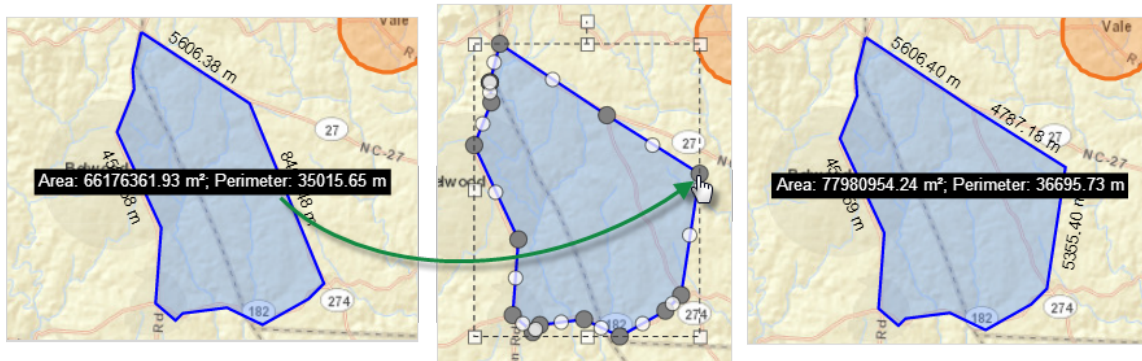 Vale
5606.38 m
27
NC-27
Area: 66176361.93 m²; Perimeter: 35015.65 m
182
274
Rd
27
182
274
Rd
Vale
5606.40 m
4787.18 m
27
NC-27
Area: 77980954.24 m²; Perimeter: 36695.73 m
5355.40 m
182
274
Rd